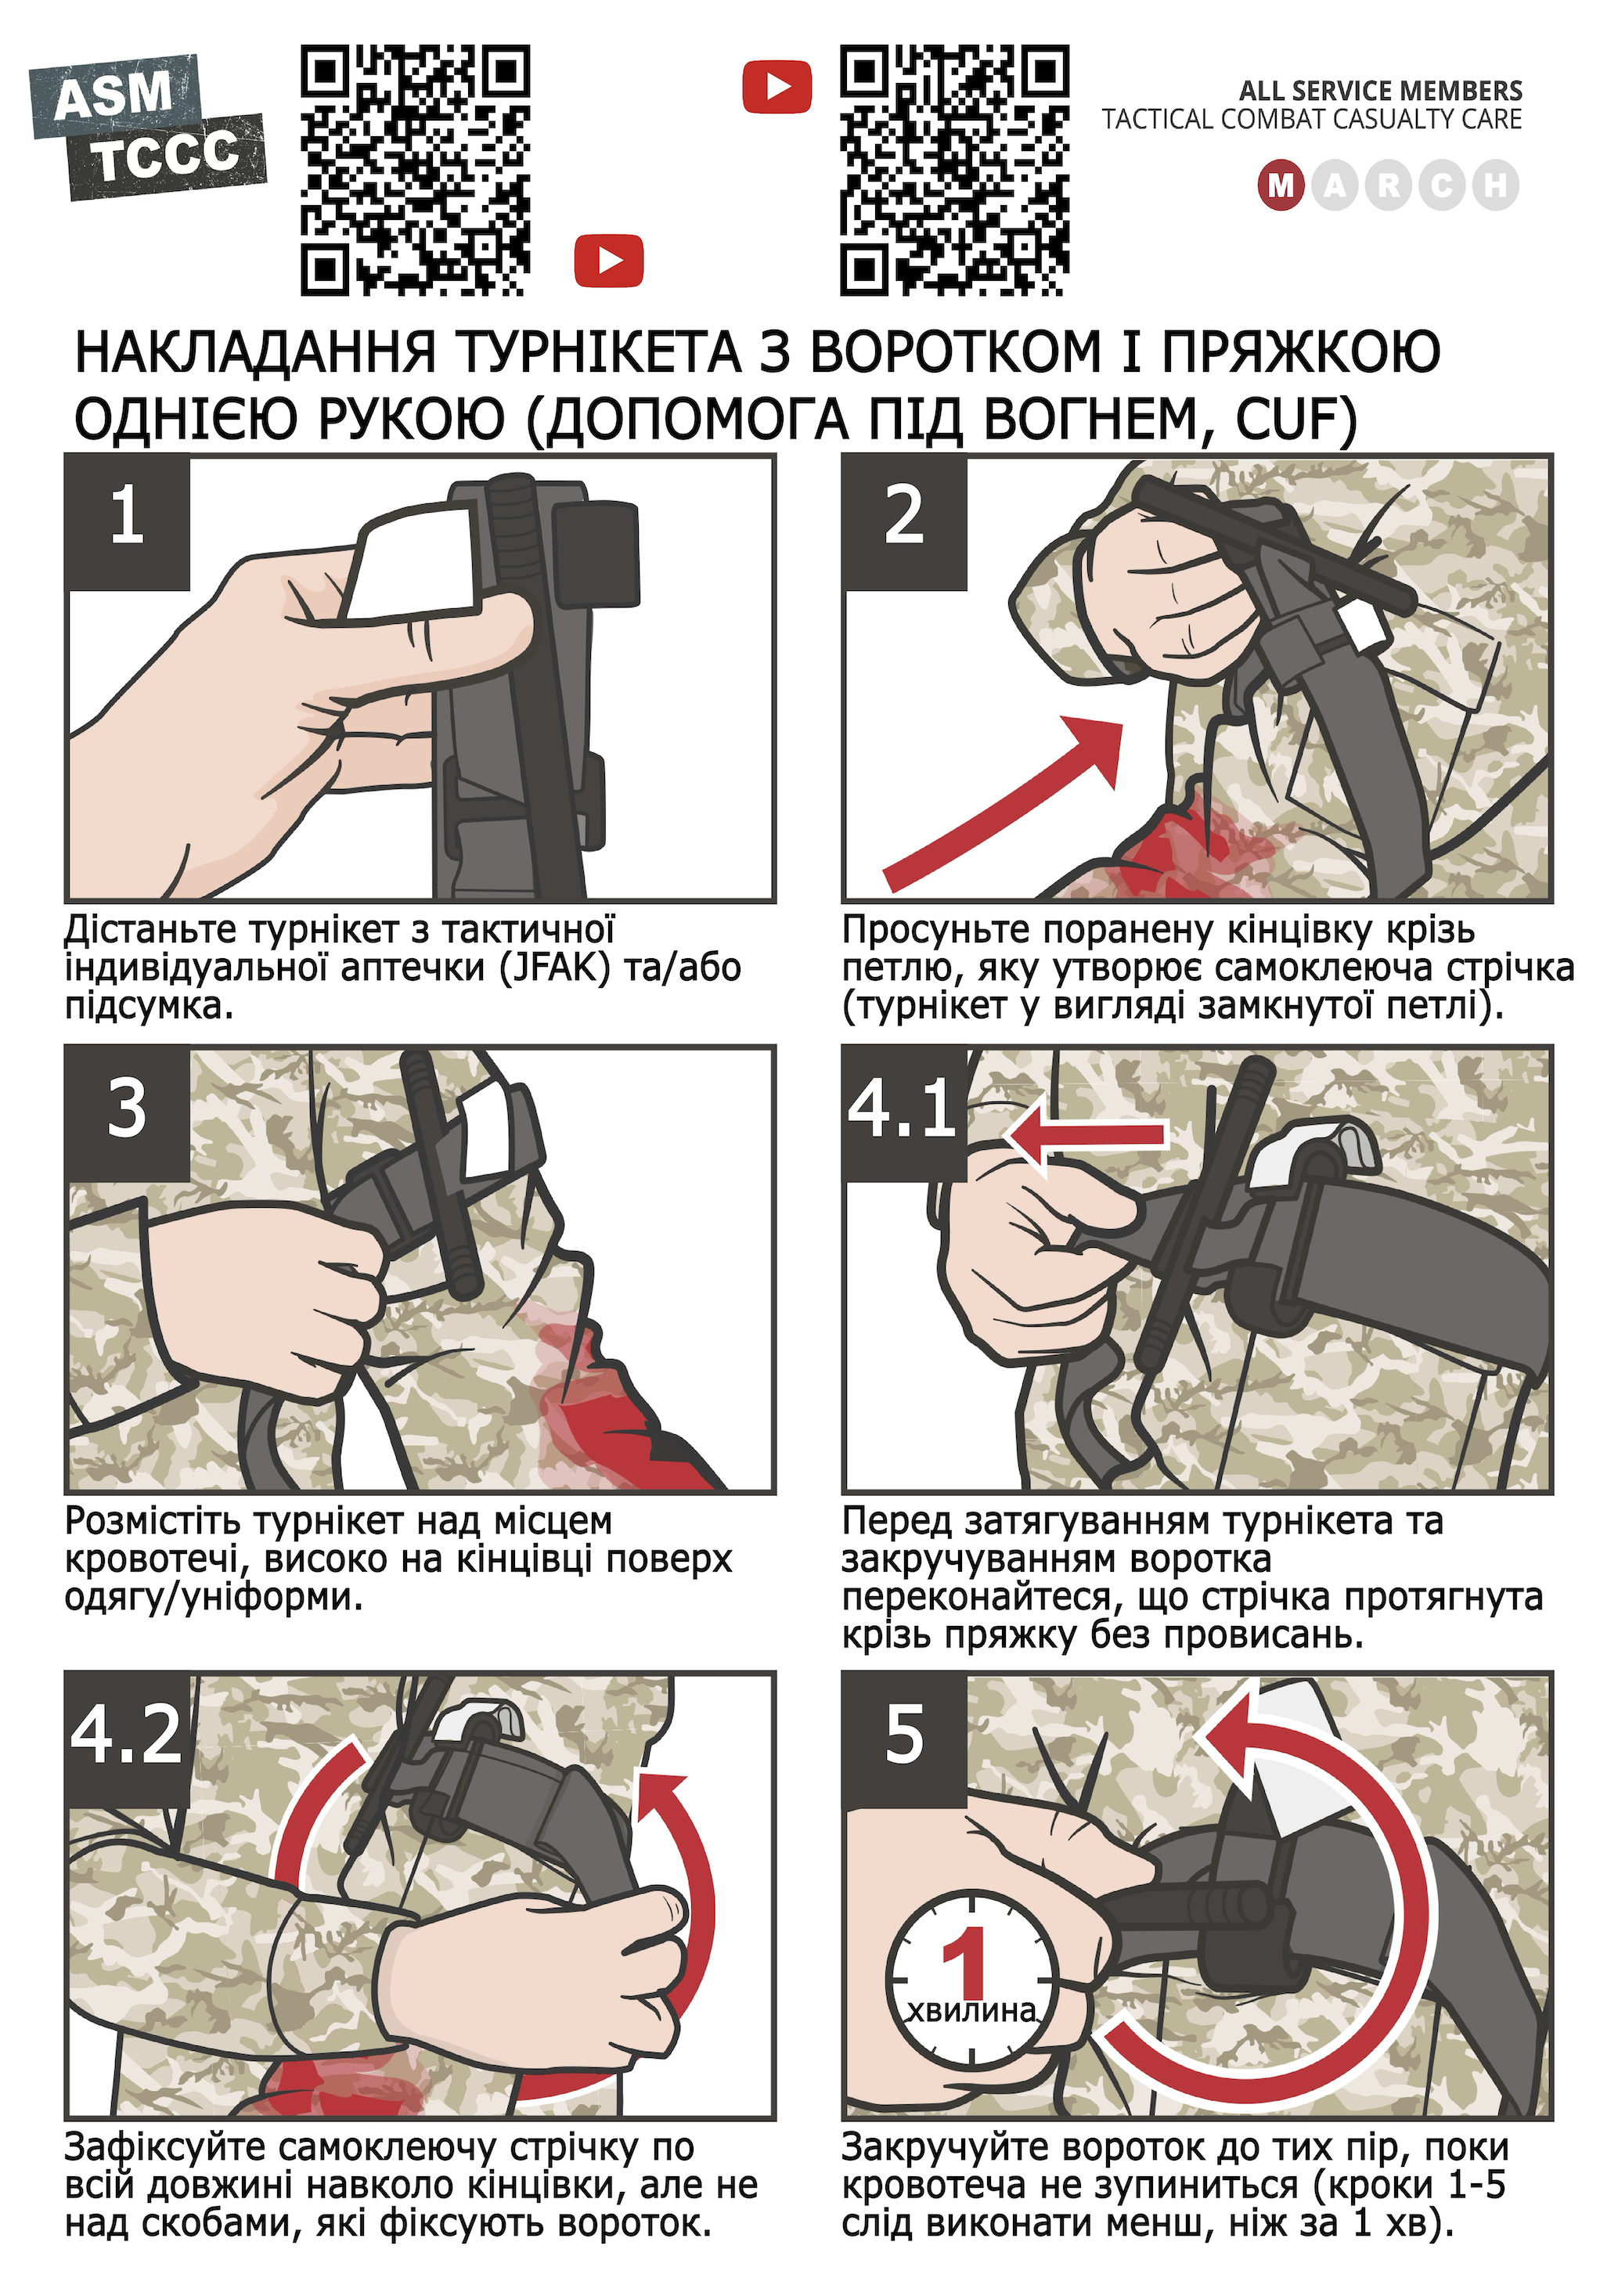 ASM
TCCC
ALL SERVICE MEMBERS
TACTICAL COMBAT CASUALTY CARE
M A R C H
НАКЛАДАННЯ ТУРНІКЕТА З ВОРОТКОМ І ПРЯЖКОЮ
ОДНІЄЮ РУКОЮ (ДОПОМОГА ПІД ВОГНЕМ, CUF)
1
Дістаньте турнікет з тактичної
індивідуальної аптечки (JFAK) та/або
підсумка.
2
Просуньте поранену кінцівку крізь
петлю, яку утворює самоклеюча стрічка
(турнікет у вигляді замкнутої петлі).
3
Розмістіть турнікет над місцем
кровотечі, високо на кінцівці поверх
одягу/уніформи.
4.1
Перед затягуванням турнікета та
закручуванням воротка
переконайтеся, що стрічка протягнута
крізь пряжку без провисань.
4.2
Зафіксуйте самоклеючу стрічку по
всій довжині навколо кінцівки, але не
над скобами, які фіксують вороток.
5
1
хвилина
Закручуйте вороток до тих пір, поки
кровотеча не зупиниться (кроки 1-5
слід виконати менш, ніж за 1 хв).